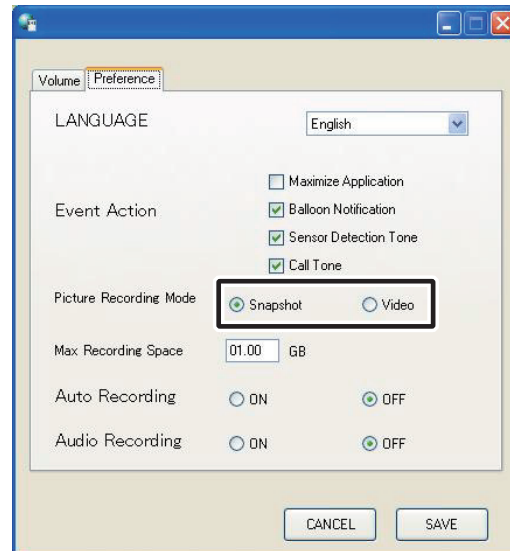 Volume Preference
LANGUAGE English
Maximize Application
Event Action Balloon Notification
Sensor Detection Tone
Call Tone
Picture Recording Mode Snapshot Video
Max Recording Space 01.00 GB
Auto Recording ON OFF
Audio Recording ON OFF
CANCEL SAVE